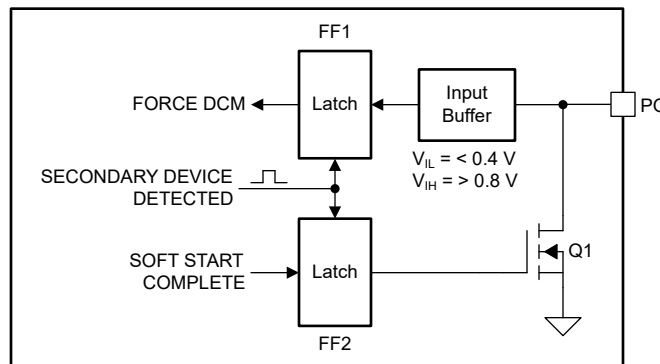 FF1
FORCE DCM
Latch
Input
Buffer
V_IL = < 0.4 V
V_IH = > 0.8 V
SECONDARY DEVICE
DETECTED
SOFT START
COMPLETE
Latch
Q1
FF2